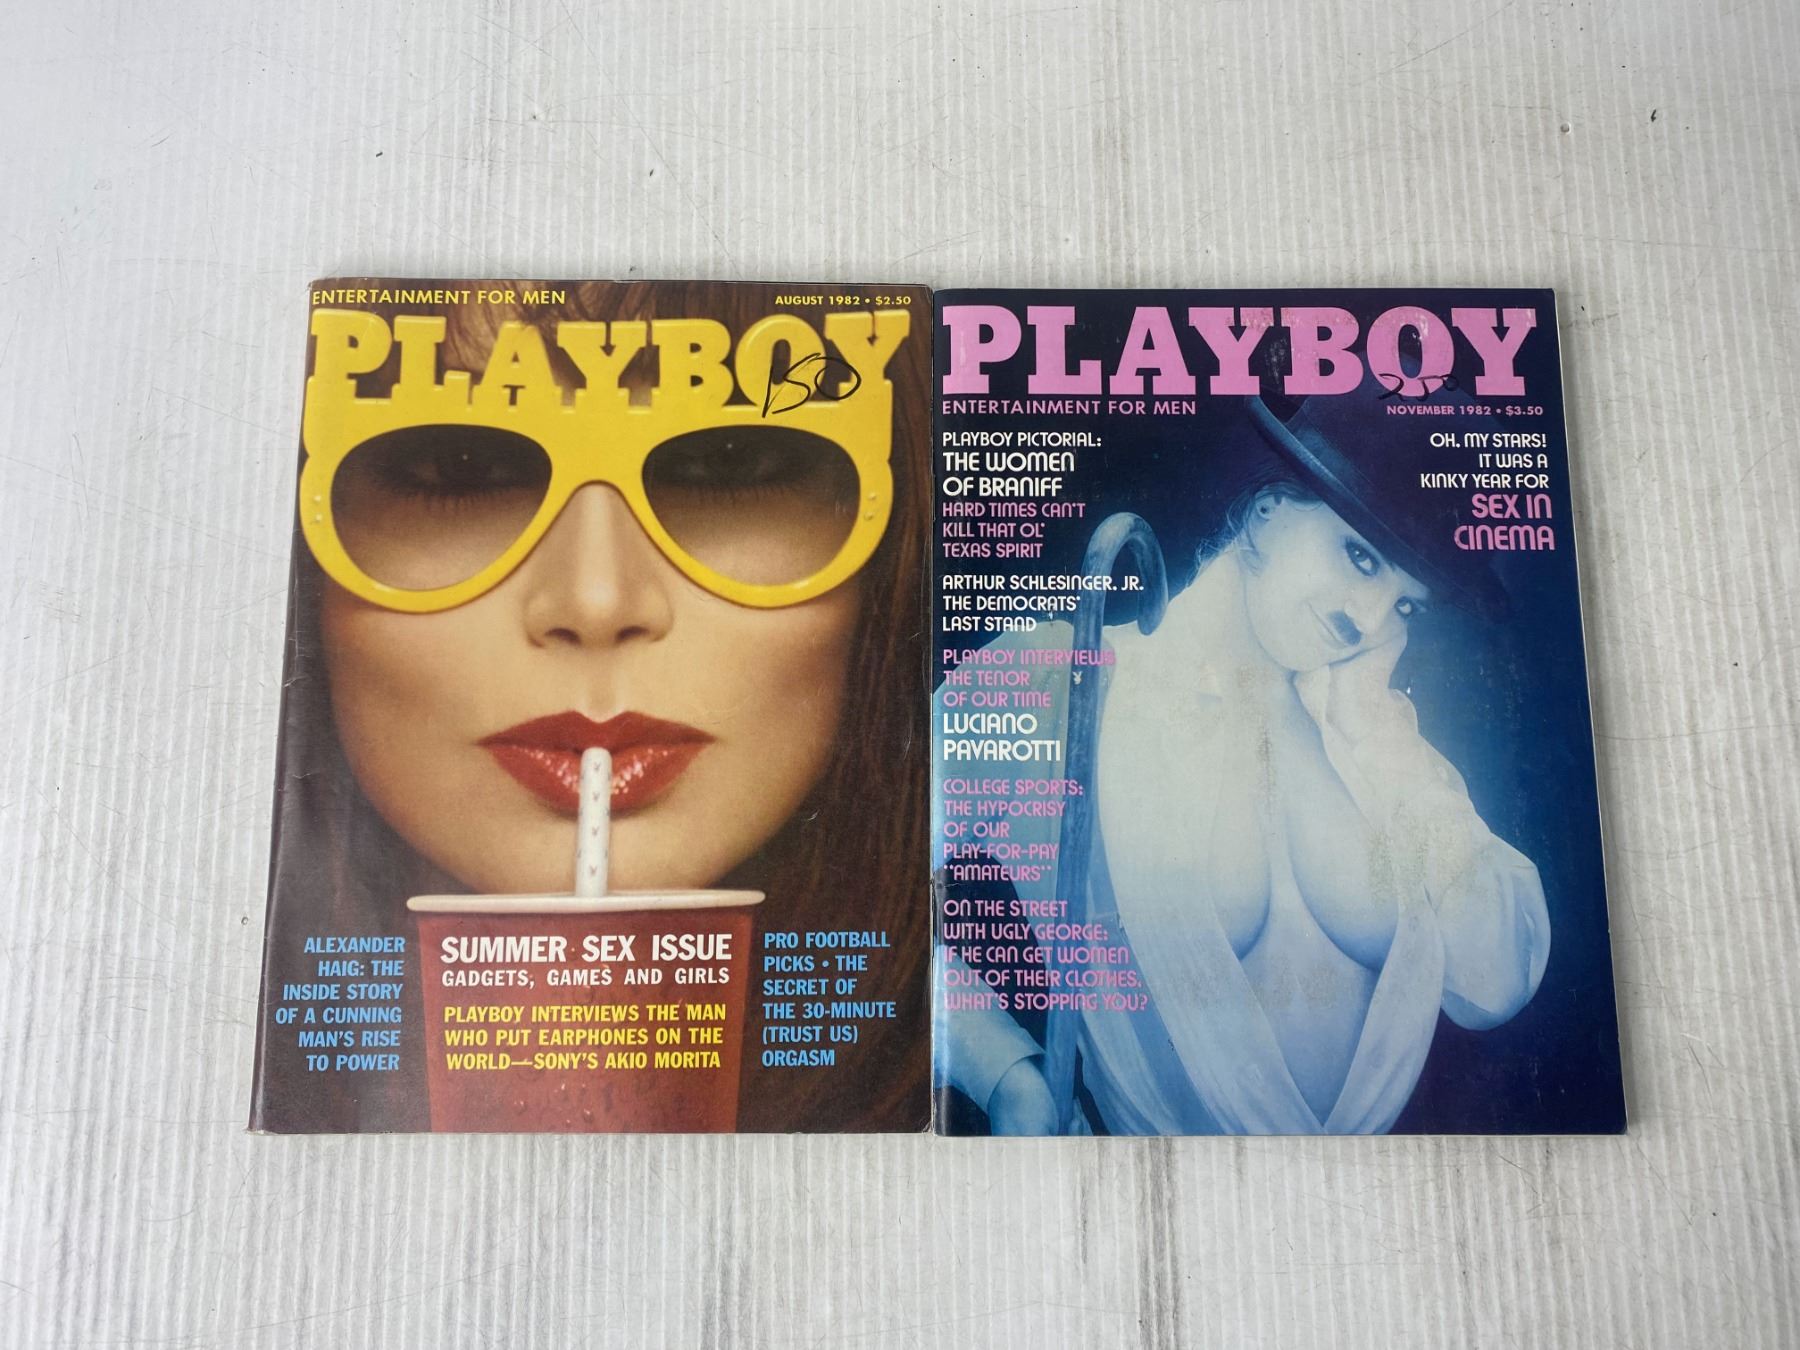 ENTERTAINMENT FOR MEN
AUGUST 1982 • $2.50
PLAYBOY
150
ALEXANDER
HAIG: THE
INSIDE STORY
OF A CUNNING
MAN'S RISE
TO POWER
SUMMER SEX ISSUE
GADGETS, GAMES AND GIRLS
PLAYBOY INTERVIEWS THE MAN
WHO PUT EARPHONES ON THE
WORLD—SONY'S AKIO MORITA
PRO FOOTBALL
PICKS • THE
SECRET OF
THE 30-MINUTE
(TRUST US)
ORGASM
PLAYBOY
250
ENTERTAINMENT FOR MEN
NOVEMBER 1982 • $3.50
PLAYBOY PICTORIAL:
THE WOMEN
OF BRANIFF
HARD TIMES CAN'T
KILL THAT OL'
TEXAS SPIRIT
ARTHUR SCHLESINGER, JR.
THE DEMOCRATS'
LAST STAND
PLAYBOY INTERVIEWS
THE TENOR
OF OUR TIME
LUCIANO
PAVAROTTI
COLLEGE SPORTS:
THE HYPOCRISY
OF OUR
PLAY-FOR-PAY
"AMATEURS"
ON THE STREET
WITH UGLY GEORGE:
IF HE CAN GET WOMEN
OUT OF THEIR CLOTHES,
WHAT'S STOPPING YOU?
OH, MY STARS!
IT WAS A
KINKY YEAR FOR
SEX IN
CINEMA